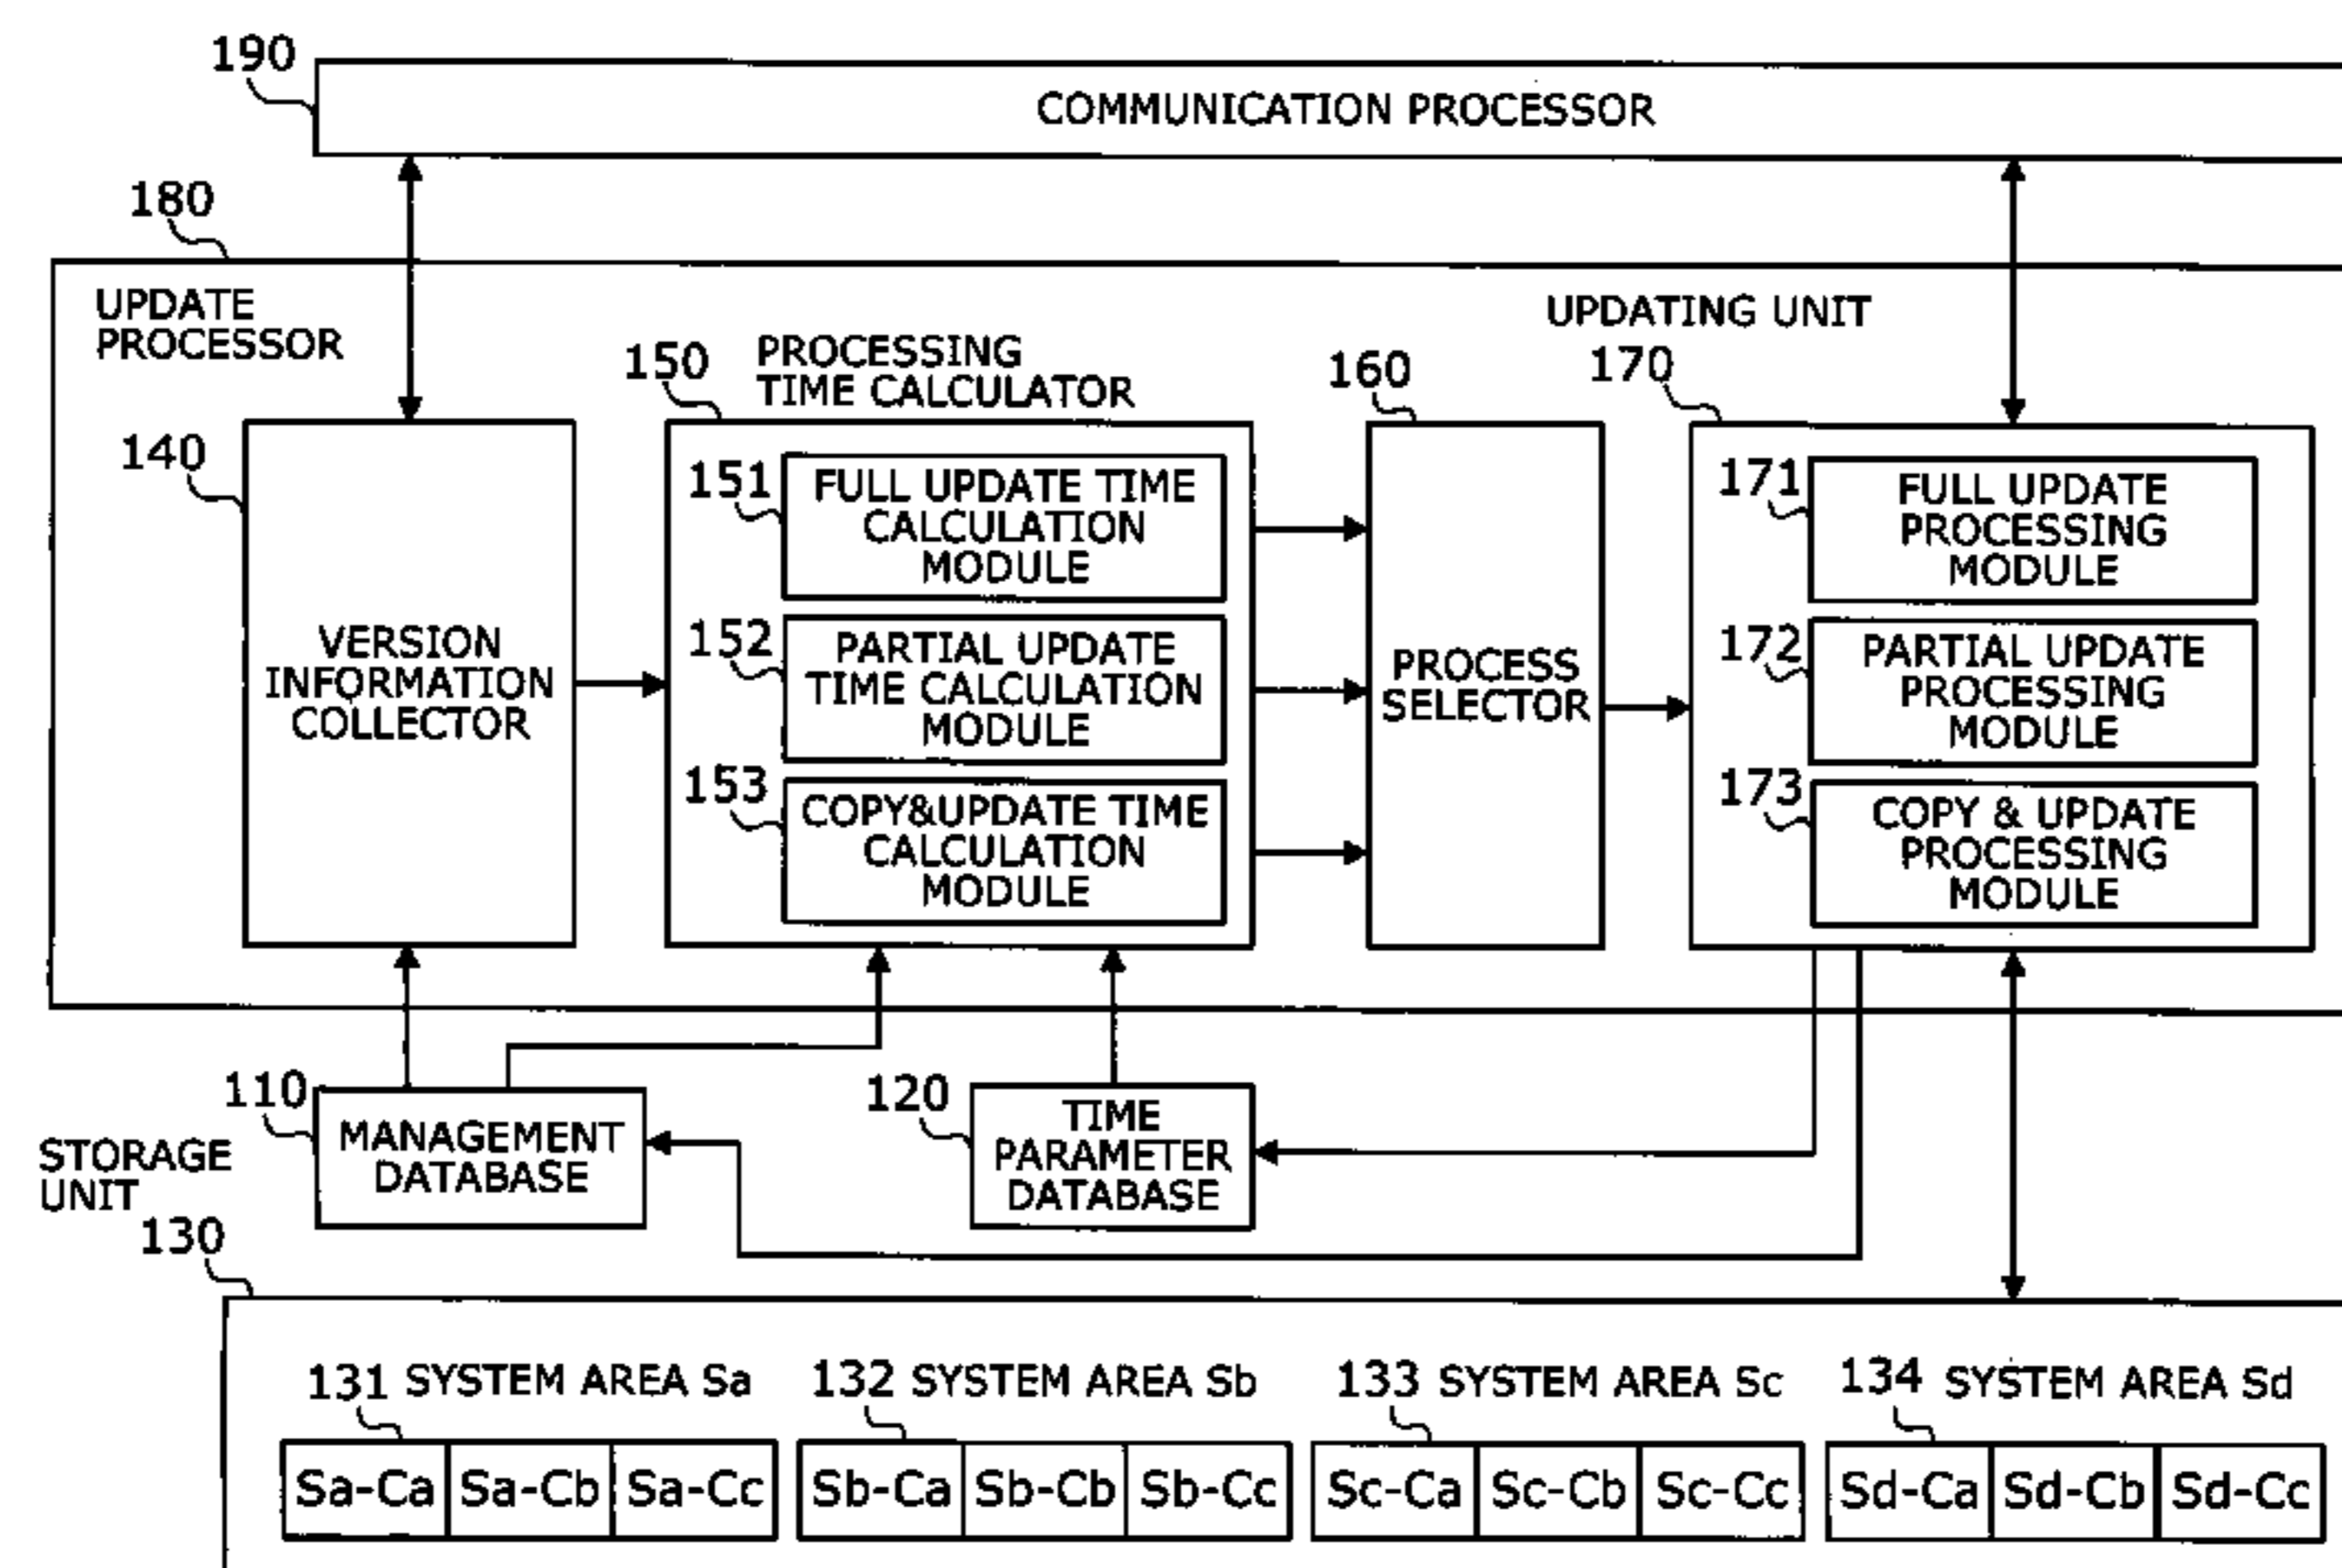 190
COMMUNICATION PROCESSOR
180
UPDATE
PROCESSOR
UPDATING UNIT
150
PROCESSING
TIME CALCULATOR
160
170
140
VERSION
INFORMATION
COLLECTOR
151
FULL UPDATE TIME
CALCULATION
MODULE
152
PARTIAL UPDATE
TIME CALCULATION
MODULE
153
COPY&UPDATE TIME
CALCULATION
MODULE
PROCESS
SELECTOR
171
FULL UPDATE
PROCESSING
MODULE
172
PARTIAL UPDATE
PROCESSING
MODULE
173
COPY & UPDATE
PROCESSING
MODULE
110
MANAGEMENT
DATABASE
120
TIME
PARAMETER
DATABASE
STORAGE
UNIT
130
131 SYSTEM AREA Sa
132 SYSTEM AREA Sb
133 SYSTEM AREA Sc
134 SYSTEM AREA Sd
Sa-Ca Sa-Cb Sa-Cc
Sb-Ca Sb-Cb Sb-Cc
Sc-Ca Sc-Cb Sc-Cc
Sd-Ca Sd-Cb Sd-Cc